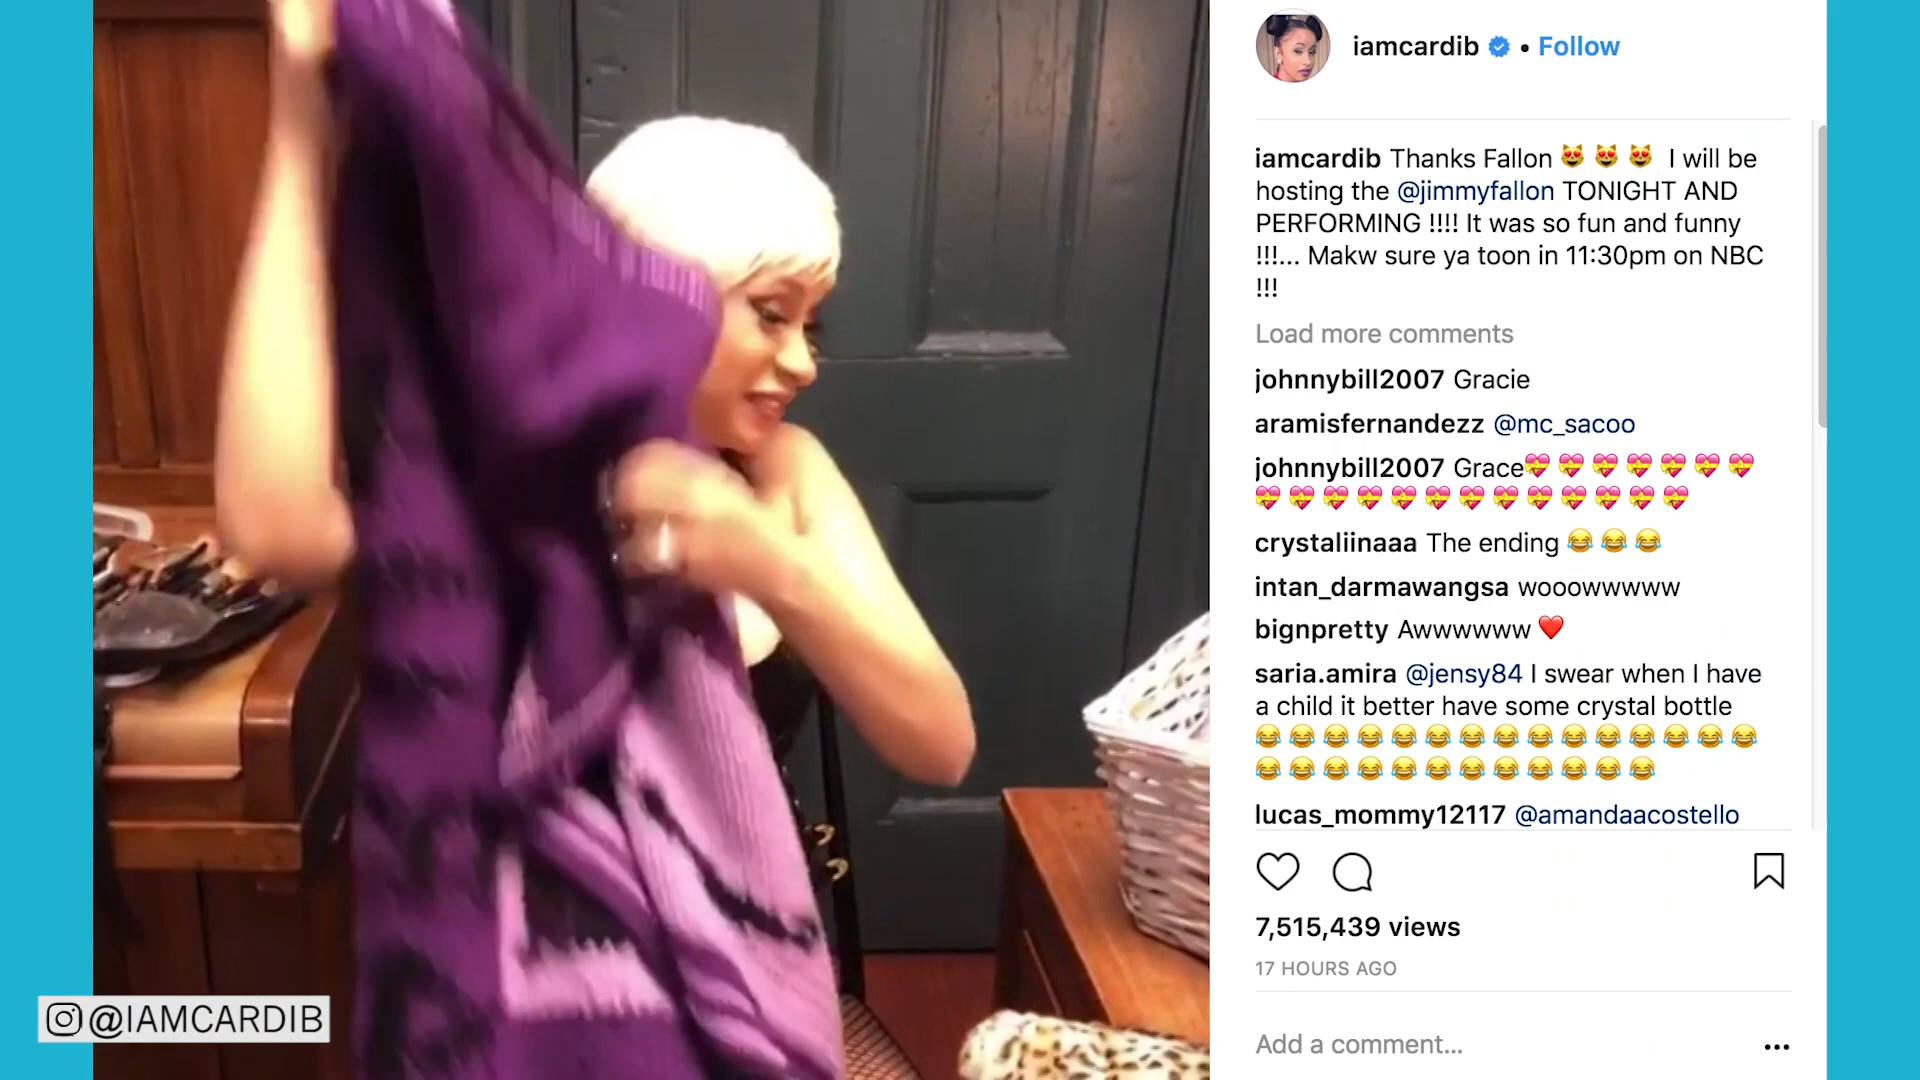 iamcardib • Follow
iamcardib Thanks Fallon 😻 😻 😻 I will be
hosting the @jimmyfallon TONIGHT AND
PERFORMING !!!! It was so fun and funny
!!!... Makw sure ya toon in 11:30pm on NBC
!!!
Load more comments
johnnybill2007 Gracie
aramisfernandezz @mc_sacoo
johnnybill2007 Grace💝 💝 💝 💝 💝 💝 💝
💝 💝 💝 💝 💝 💝 💝 💝 💝 💝 💝 💝 💝
crystaliinaaa The ending 😂 😂 😂
intan_darmawangsa wooowwwww
bignpretty Awwwwww ❤️
saria.amira @jensy84 I swear when I have
a child it better have some crystal bottle
😂 😂 😂 😂 😂 😂 😂 😂 😂 😂 😂 😂 😂 😂 😂
😂 😂 😂 😂 😂 😂 😂 😂 😂 😂 😂 😂
lucas_mommy12117 @amandaacostello
7,515,439 views
17 HOURS AGO
Add a comment...
@IAMCARDIB